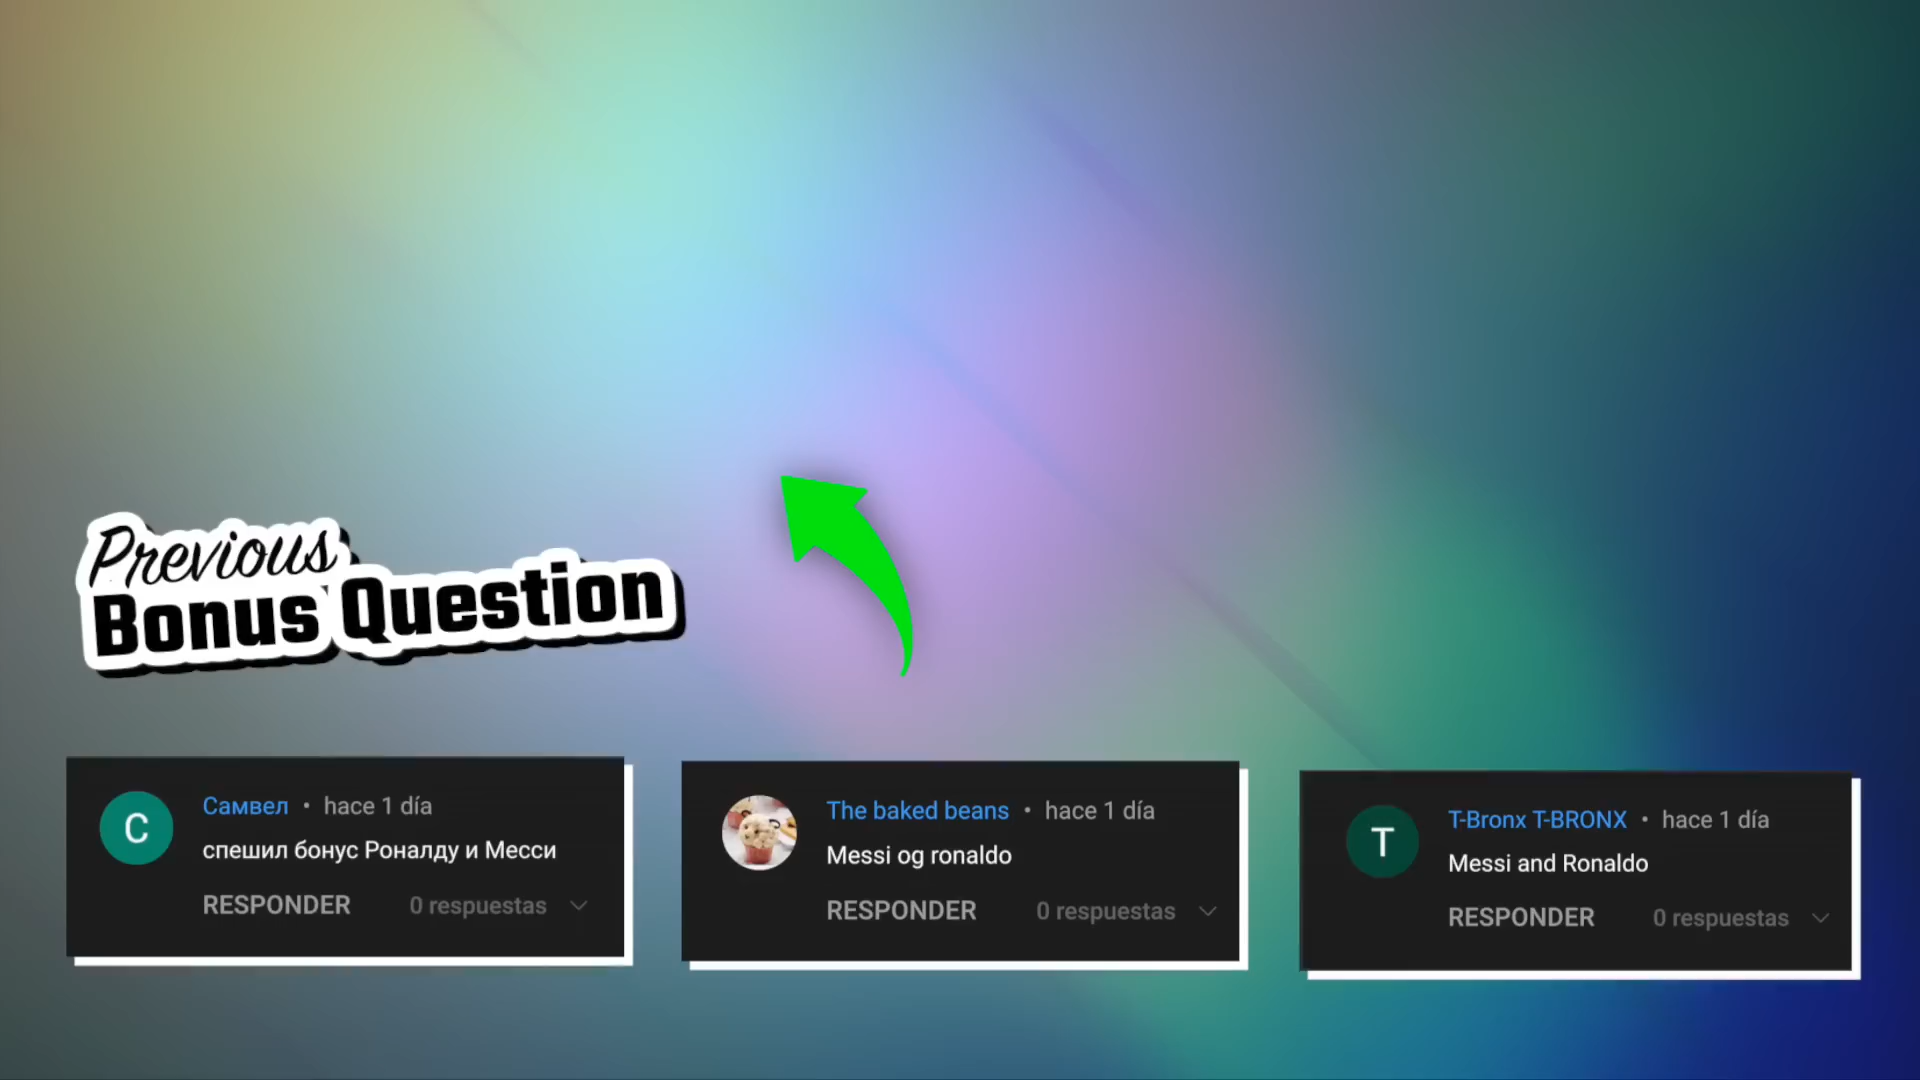 Previous
Bonus Question
С
Самвел • hace 1 día
спешил бонус Роналду и Месси
RESPONDER 0 respuestas
The baked beans • hace 1 día
Messi og ronaldo
RESPONDER 0 respuestas
T
T-Bronx T-BRONX • hace 1 día
Messi and Ronaldo
RESPONDER 0 respuestas